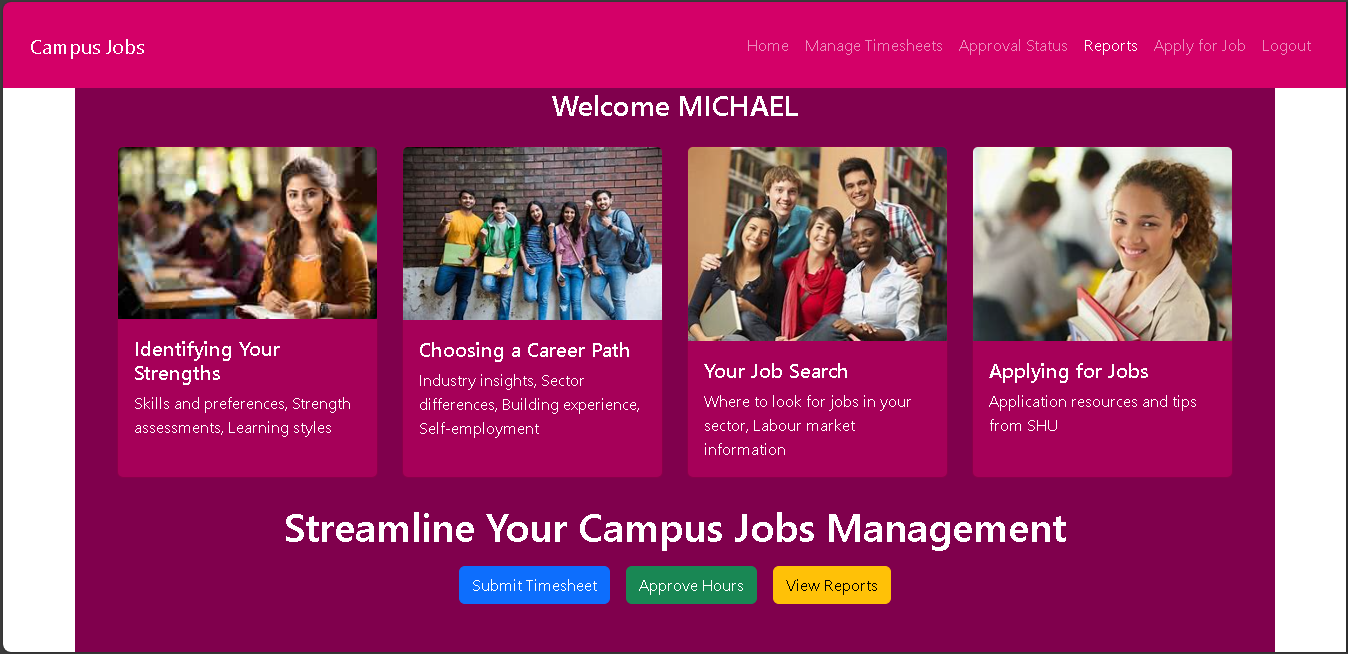 Campus Jobs
Home Manage Timesheets Approval Status Reports Apply for Job Logout
Welcome MICHAEL
Identifying Your
Strengths
Skills and preferences, Strength
assessments, Learning styles
Choosing a Career Path
Industry insights, Sector
differences, Building experience,
Self-employment
Your Job Search
Where to look for jobs in your
sector, Labour market
information
Applying for Jobs
Application resources and tips
from SHU
Streamline Your Campus Jobs Management
Submit Timesheet Approve Hours View Reports